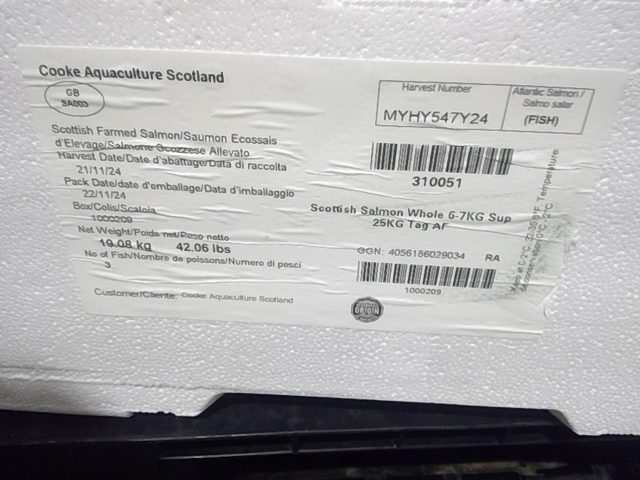 Cooke Aquaculture Scotland
GB
SA003
Harvest Number
MYHY547Y24
Atlantic Salmon /
Salmo salar
(FISH)
Scottish Farmed Salmon/Saumon Ecossais
d'Elevage/Salmone Scozzese Allevato
Harvest Date/Date d'abattage/Data di raccolta
21/11/24
Pack Date/date d'emballage/Data d'imballaggio
22/11/24
Box/Colis/Scatola
1000209
Net Weight/Poids net/Peso netto
19.08 kg 42.06 lbs
No of Fish/Nombre de poissons/Numero di pesci
3
Customer/Cliente: Cooke Aquaculture Scotland
310051
Scottish Salmon Whole 6-7KG Sup
25KG Tag AF
GGN: 4056186029034 RA
1000209
ORIGIN
Temperature
de conservation